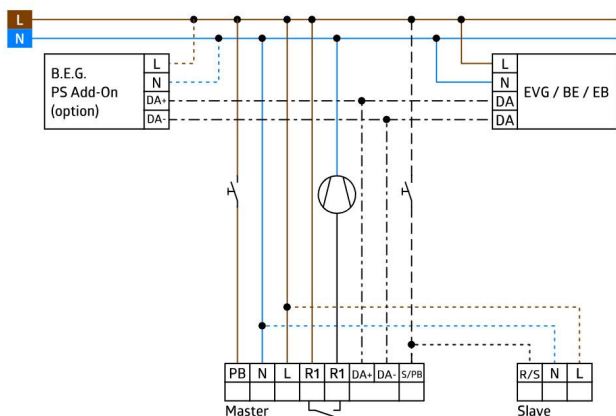 L
N
B.E.G.
PS Add-On
(option)
L
N
DA+
DA-
L
N
DA
DA
EVG / BE / EB
PB N L R1 R1 DA+ DA- S/PB
Master
R/S N L
Slave